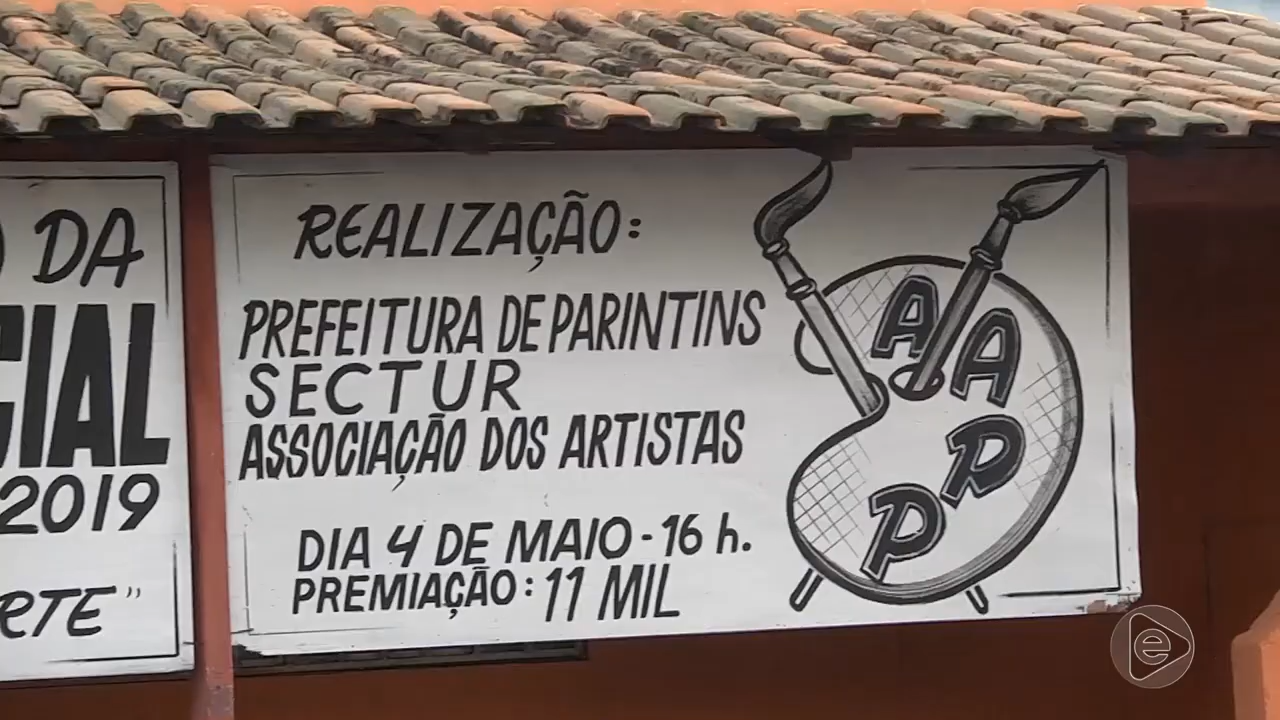 DA
CIAL
2019
RTE"
REALIZAÇÃO:
PREFEITURA DE PARINTINS
SECTUR
ASSOCIAÇÃO DOS ARTISTAS
DIA 4 DE MAIO - 16 h.
PREMIAÇÃO: 11 MIL
AAPP
e